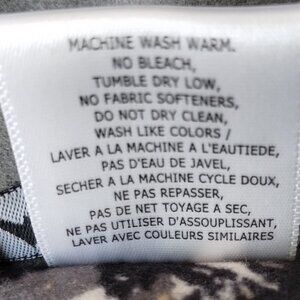 MACHINE WASH WARM.
NO BLEACH,
TUMBLE DRY LOW,
NO FABRIC SOFTENERS,
DO NOT DRY CLEAN,
WASH LIKE COLORS /
LAVER A LA MACHINE A L'EAUTIEDE,
PAS D'EAU DE JAVEL,
SECHER A LA MACHINE CYCLE DOUX,
NE PAS REPASSER,
PAS DE NET TOYAGE A SEC,
NE PAS UTILISER D'ASSOUPLISSANT,
LAVER AVEC COULEURS SIMILAIRES